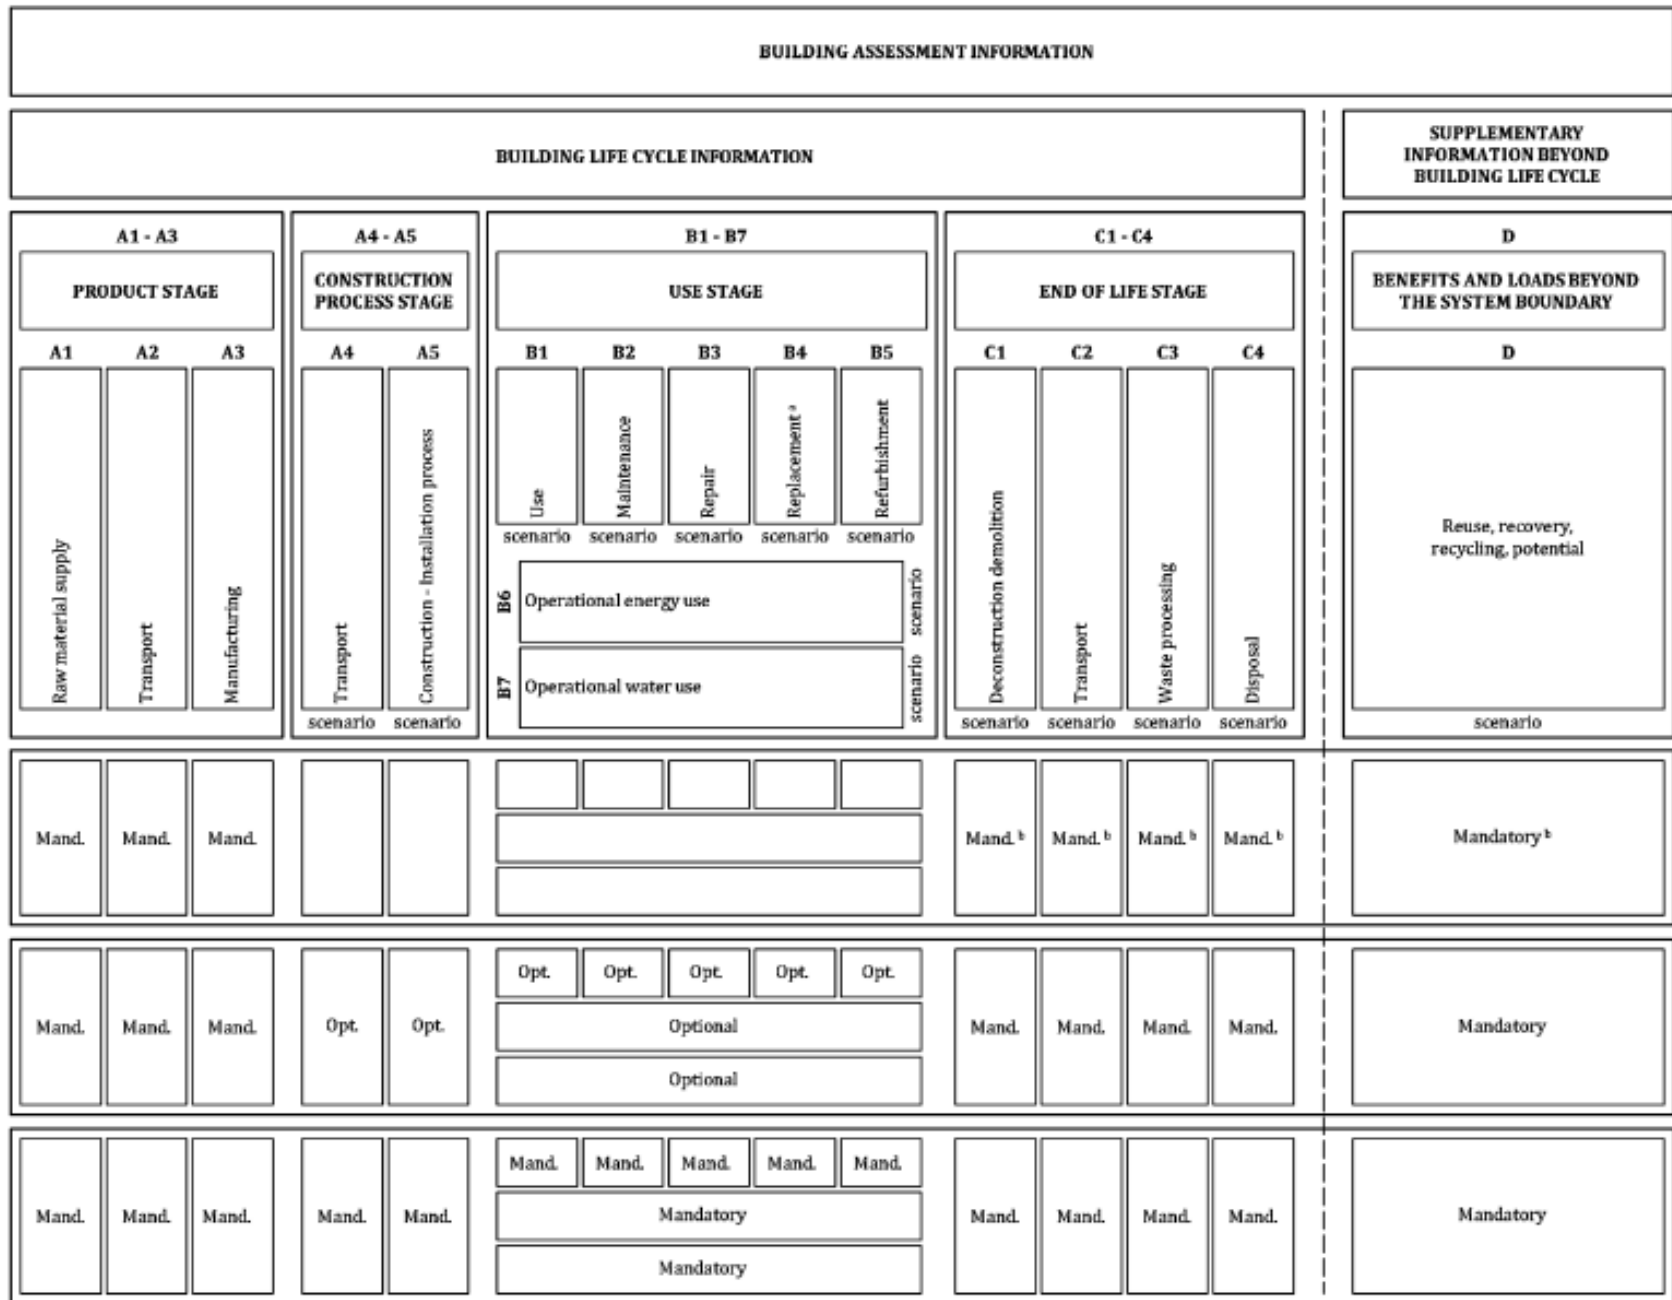 BUILDING ASSESSMENT INFORMATION
BUILDING LIFE CYCLE INFORMATION
SUPPLEMENTARY
INFORMATION BEYOND
BUILDING LIFE CYCLE
A1 - A3
A4 - A5
B1 - B7
C1 - C4
D
PRODUCT STAGE
CONSTRUCTION
PROCESS STAGE
USE STAGE
END OF LIFE STAGE
BENEFITS AND LOADS BEYOND
THE SYSTEM BOUNDARY
A1 A2 A3 A4 A5 B1 B2 B3 B4 B5 C1 C2 C3 C4 D
Raw material supply
Transport
Manufacturing
Transport
scenario
Construction - Installation process
scenario
Use
scenario
Maintenance
scenario
Repair
scenario
Replacement a
scenario
Refurbishment
scenario
B6
Operational energy use
scenario
B7
Operational water use
scenario
Deconstruction demolition
scenario
Transport
scenario
Waste processing
scenario
Disposal
scenario
Reuse, recovery,
recycling, potential
scenario
Mand. Mand. Mand. Mand. b Mand. b Mand. b Mand. b Mandatory b
Opt. Opt. Opt. Opt. Opt.
Mand. Mand. Mand. Opt. Opt. Optional Mand. Mand. Mand. Mand. Mandatory
Optional
Mand. Mand. Mand. Mand. Mand.
Mand. Mand. Mand. Mand. Mand. Mandatory Mand. Mand. Mand. Mand. Mandatory
Mandatory